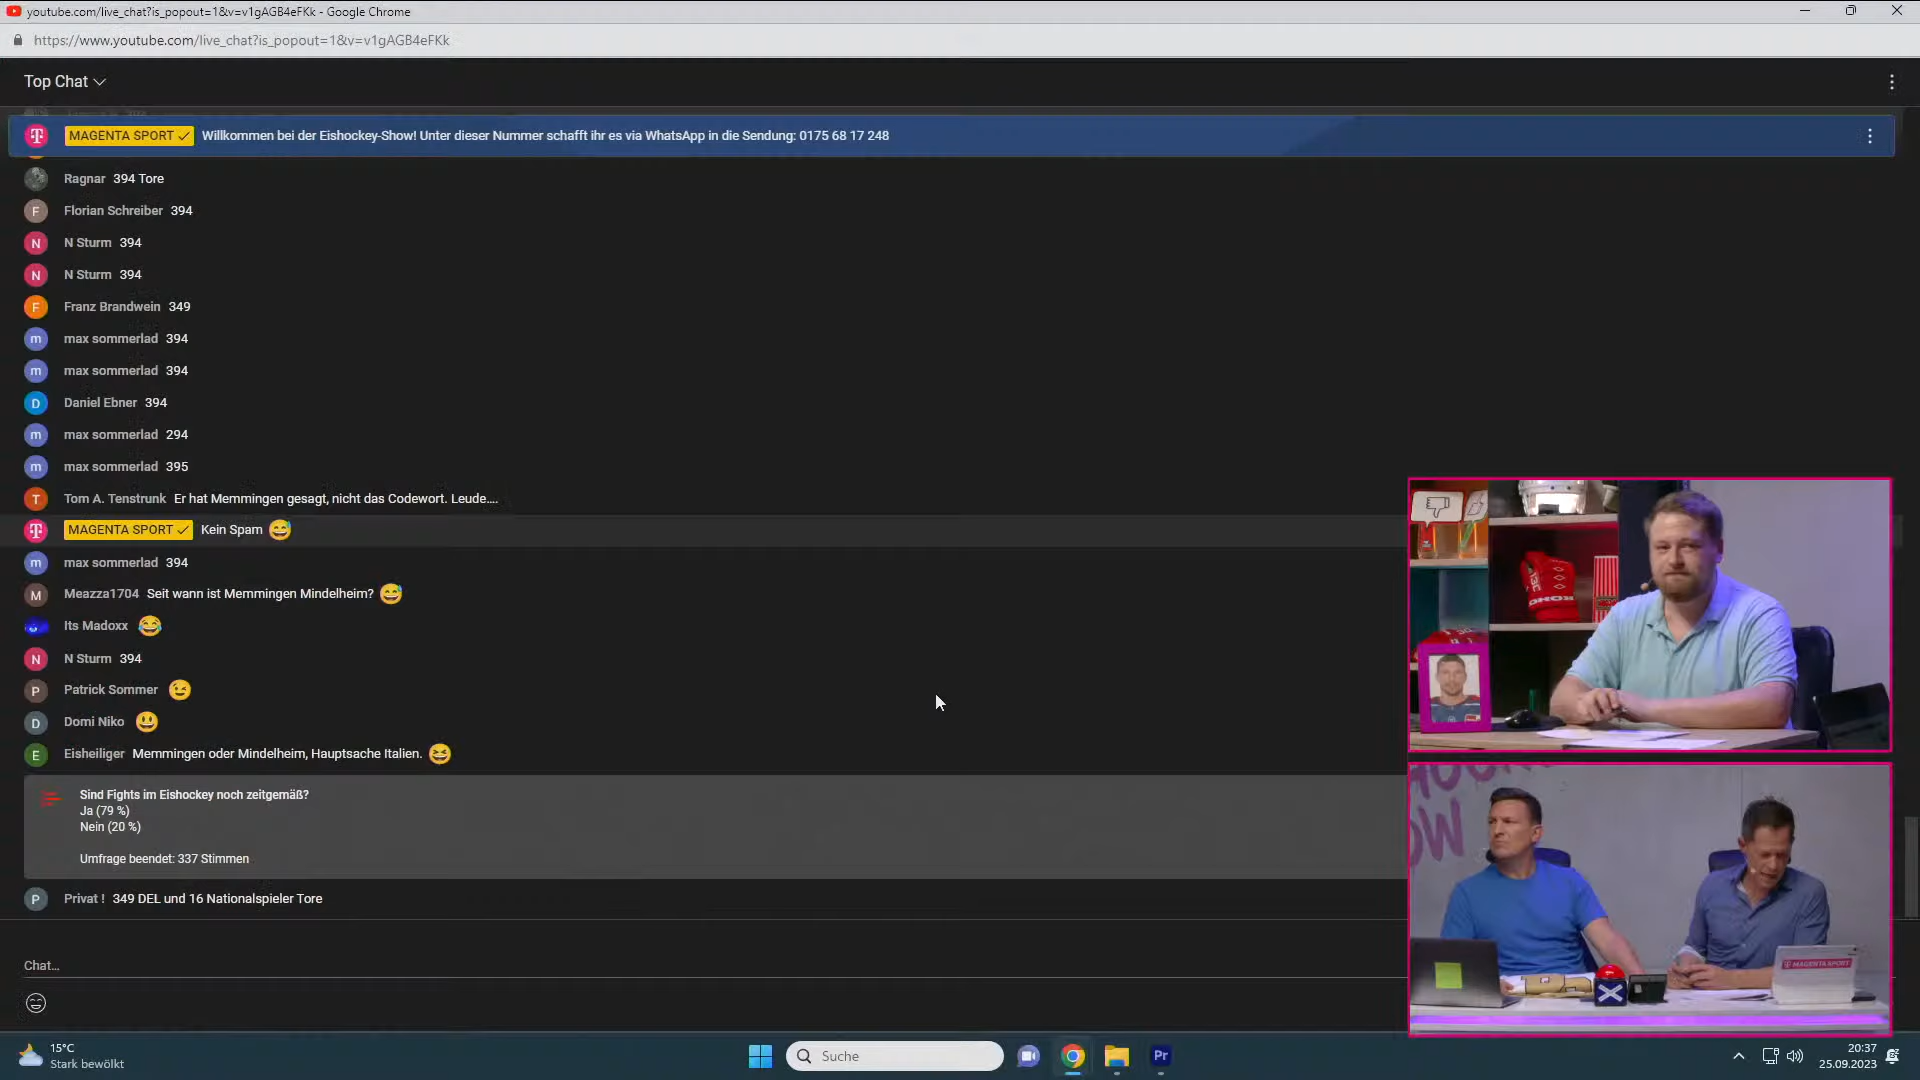 youtube.com/live_chat?is_popout=1&v=v1gAGB4eFKk - Google Chrome
https://www.youtube.com/live_chat?is_popout=1&v=v1gAGB4eFKk
Top Chat
MAGENTA SPORT Willkommen bei der Eishockey-Show! Unter dieser Nummer schafft ihr es via WhatsApp in die Sendung: 0175 68 17 248
Ragnar 394 Tore
F Florian Schreiber 394
N N Sturm 394
N N Sturm 394
F Franz Brandwein 349
m max sommerlad 394
m max sommerlad 394
D Daniel Ebner 394
m max sommerlad 294
m max sommerlad 395
T Tom A. Tenstrunk Er hat Memmingen gesagt, nicht das Codewort. Leude....
MAGENTA SPORT Kein Spam 😅
m max sommerlad 394
M Meazza1704 Seit wann ist Memmingen Mindelheim? 😅
Its Madoxx 😂
N N Sturm 394
P Patrick Sommer 😉
D Domi Niko 😃
E Eisheiliger Memmingen oder Mindelheim, Hauptsache Italien. 😆
Sind Fights im Eishockey noch zeitgemäß?
Ja (79 %)
Nein (20 %)
Umfrage beendet: 337 Stimmen
P Privat ! 349 DEL und 16 Nationalspieler Tore
Chat...
MAGENTA SPORT
15°C
Stark bewölkt
Suche
Pr
20:37
25.09.2023